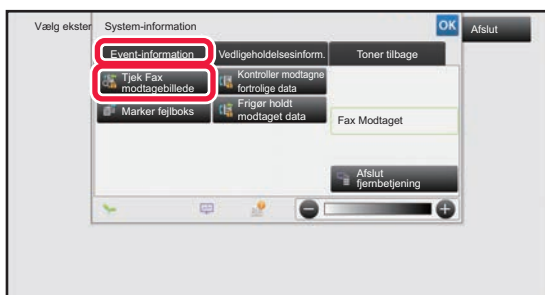 Vælg ekster
System-information
OK
Afslut
Event-information
Vedligeholdelsesinform.
Toner tilbage
Tjek Fax
modtagebillede
Kontroller modtagne
fortrolige data
Marker fejlboks
Frigør holdt
modtaget data
Fax Modtaget
Afslut
fjernbetjening